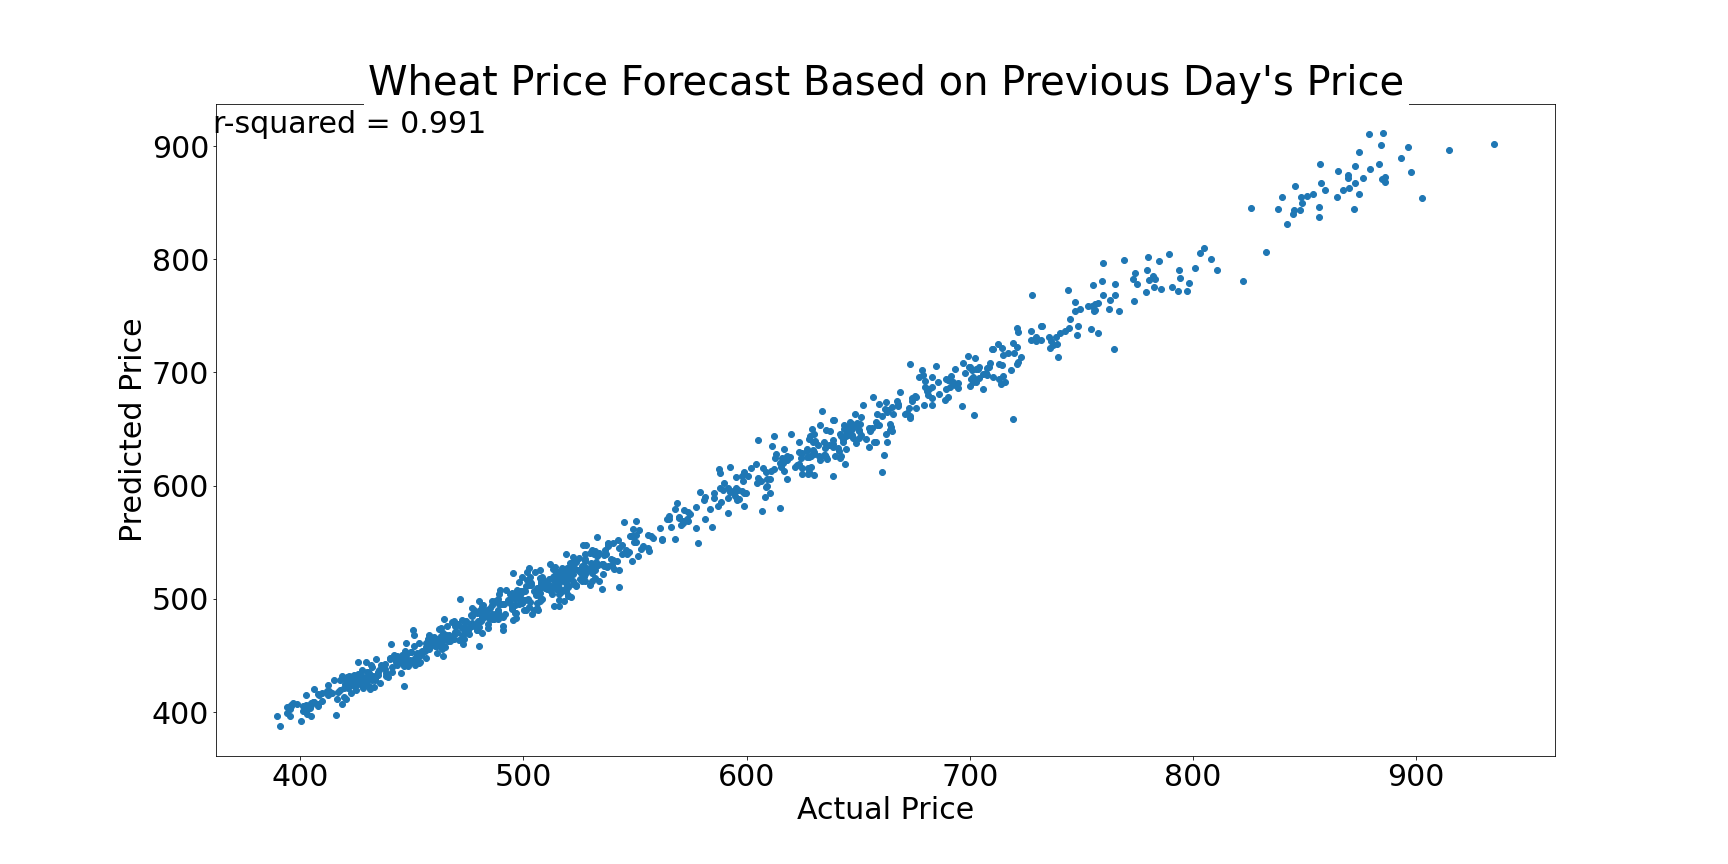 Wheat Price Forecast Based on Previous Day's Price
r-squared = 0.991
900
800
700
600
500
400
Predicted Price
400 500 600 700 800 900
Actual Price